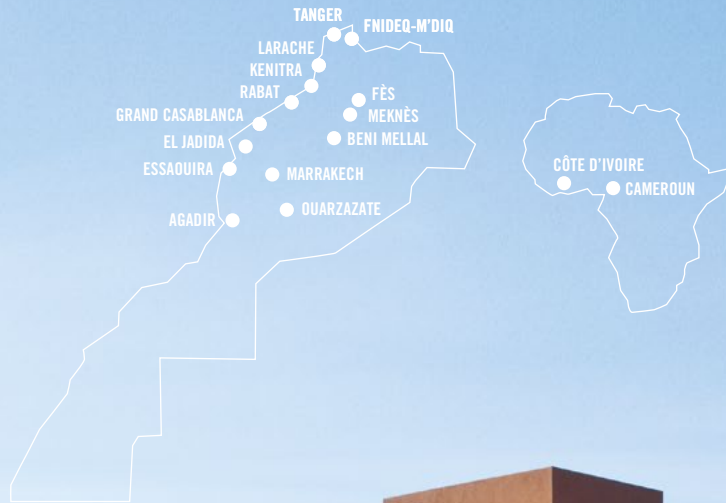 TANGER
FNIDEQ-M'DIQ
LARACHE
KENITRA
RABAT
FÈS
GRAND CASABLANCA
MEKNÈS
EL JADIDA
BENI MELLAL
ESSAOUIRA
MARRAKECH
AGADIR
OUARZAZATE
CÔTE D'IVOIRE
CAMEROUN